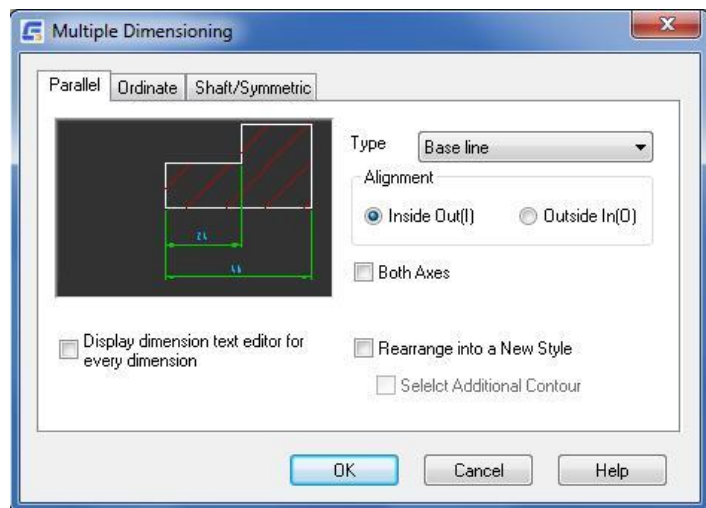 Multiple Dimensioning
Parallel
Ordinate
Shaft/Symmetric
Type
Base line
Alignment
Inside Out(I)
Outside In(O)
Both Axes
Display dimension text editor for
every dimension
Rearrange into a New Style
Selelct Additional Contour
OK
Cancel
Help